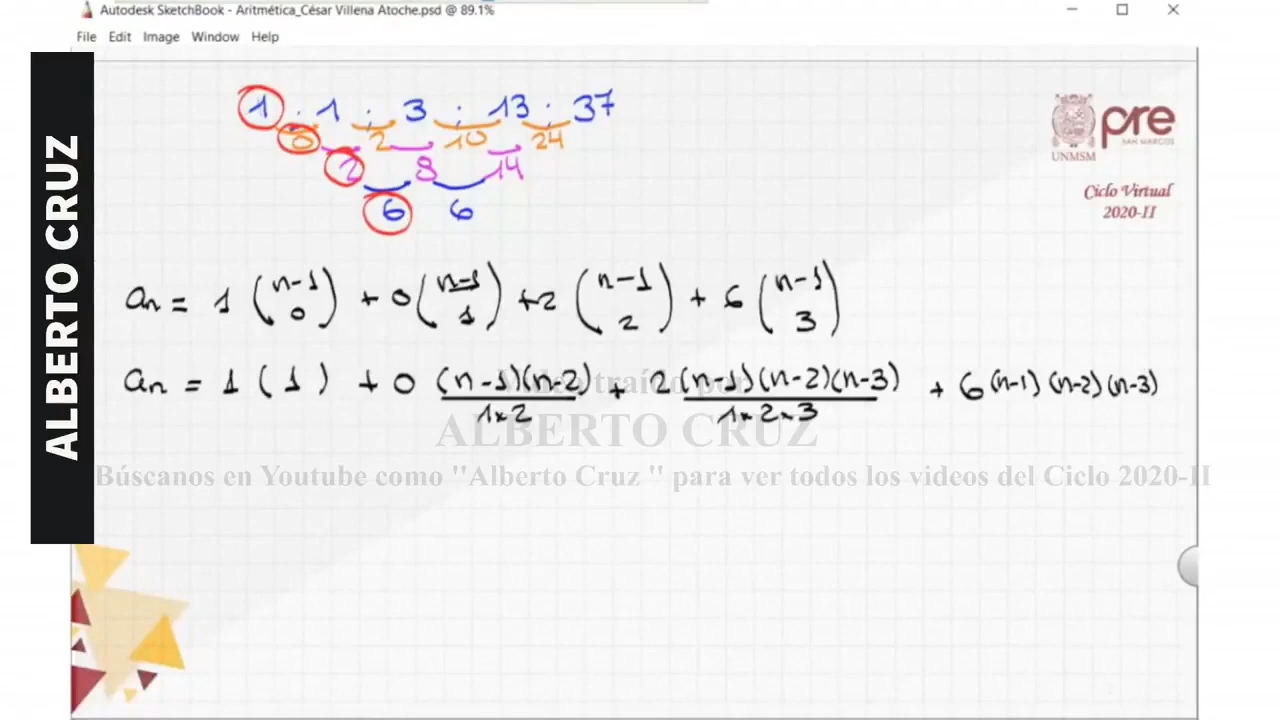 Autodesk SketchBook - Aritmética_César Villena Atoche.psd @ 89.1%
File Edit Image Window Help
ALBERTO CRUZ
1 ; 1 ; 3 ; 13 ; 37
0 2 10 24
2 8 14
6 6
pre
SAN MARCOS
UNMSM
Ciclo Virtual
2020-II
an = 1 (n-1 0) + 0 (n-1 1) +2 (n-1 2) + 6 (n-1 3)
an = 1 (1) + 0 (n-1)(n-2)/1×2 + 2 (n-1)(n-2)(n-3)/1×2×3 + 6 (n-1)(n-2)(n-3)
ALBERTO CRUZ
Búscanos en Youtube como "Alberto Cruz " para ver todos los videos del Ciclo 2020-II